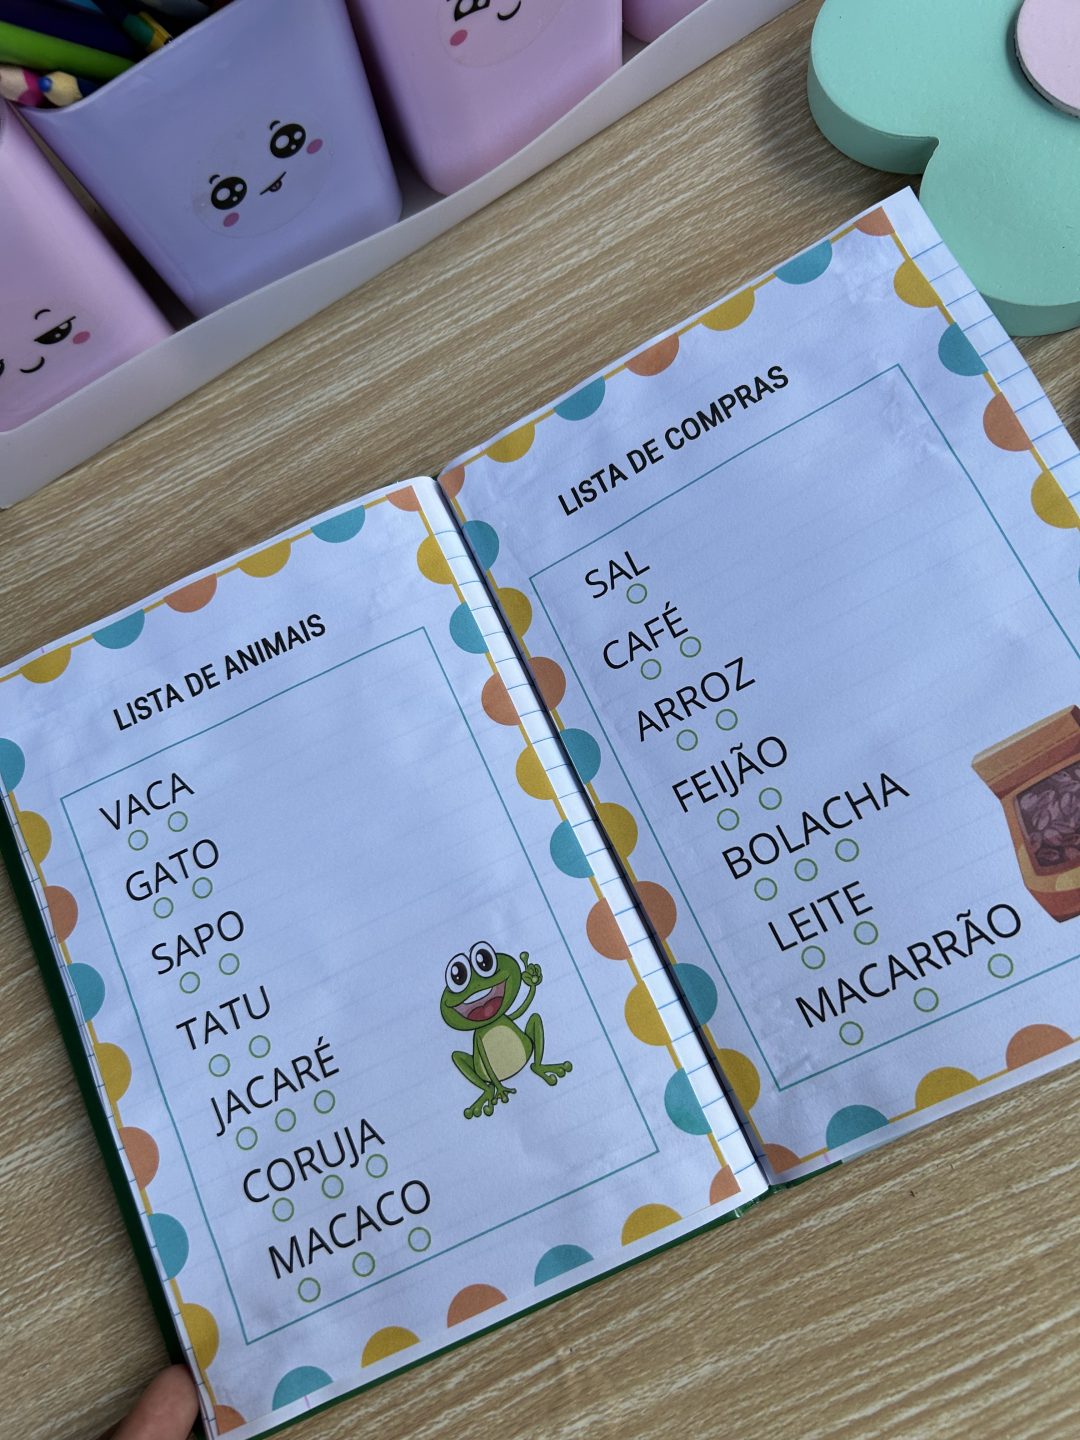 LISTA DE ANIMAIS
VACA
GATO
SAPO
TATU
JACARÉ
CORUJA
MACACO
LISTA DE COMPRAS
SAL
CAFÉ
ARROZ
FEIJÃO
BOLACHA
LEITE
MACARRÃO